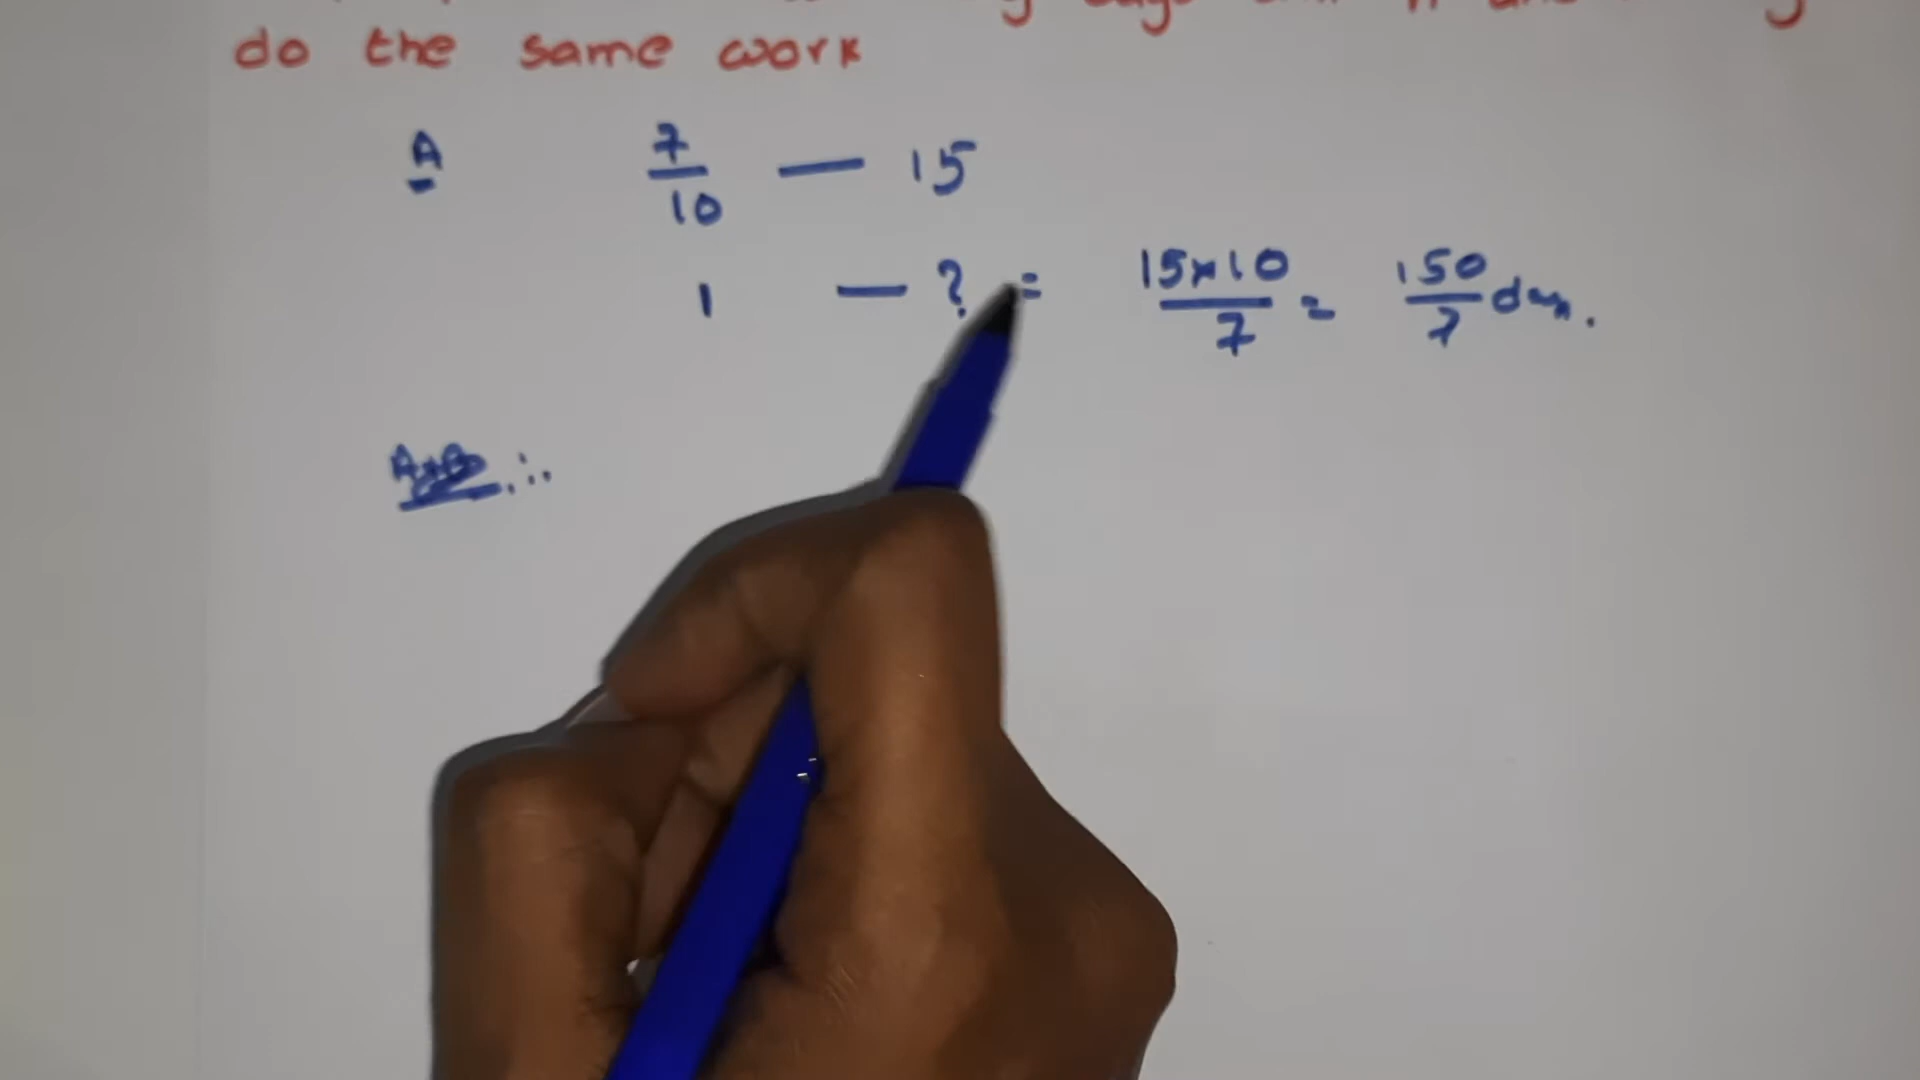 do the same work
A 7/10 — 15
1 — ? = 15×10/7 = 150/7 days.
A+B ∴